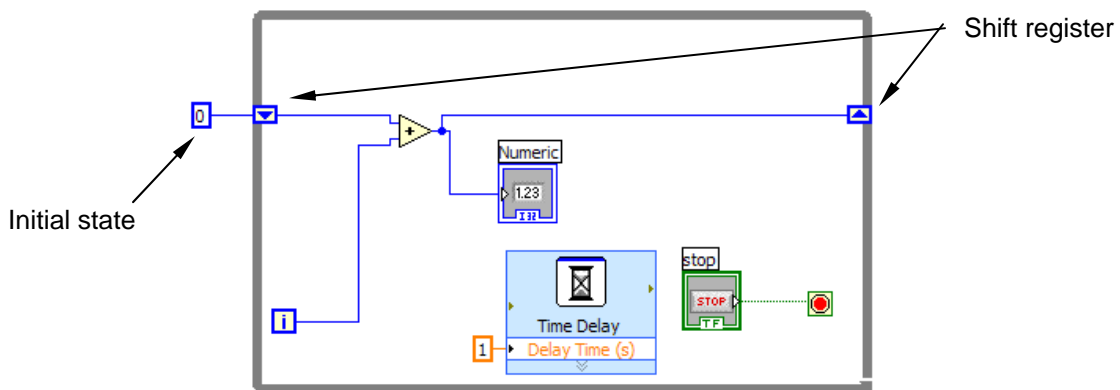 Shift register
0
+
Numeric
1.23
I32
Initial state
stop
STOP
TF
i
Time Delay
1
Delay Time (s)